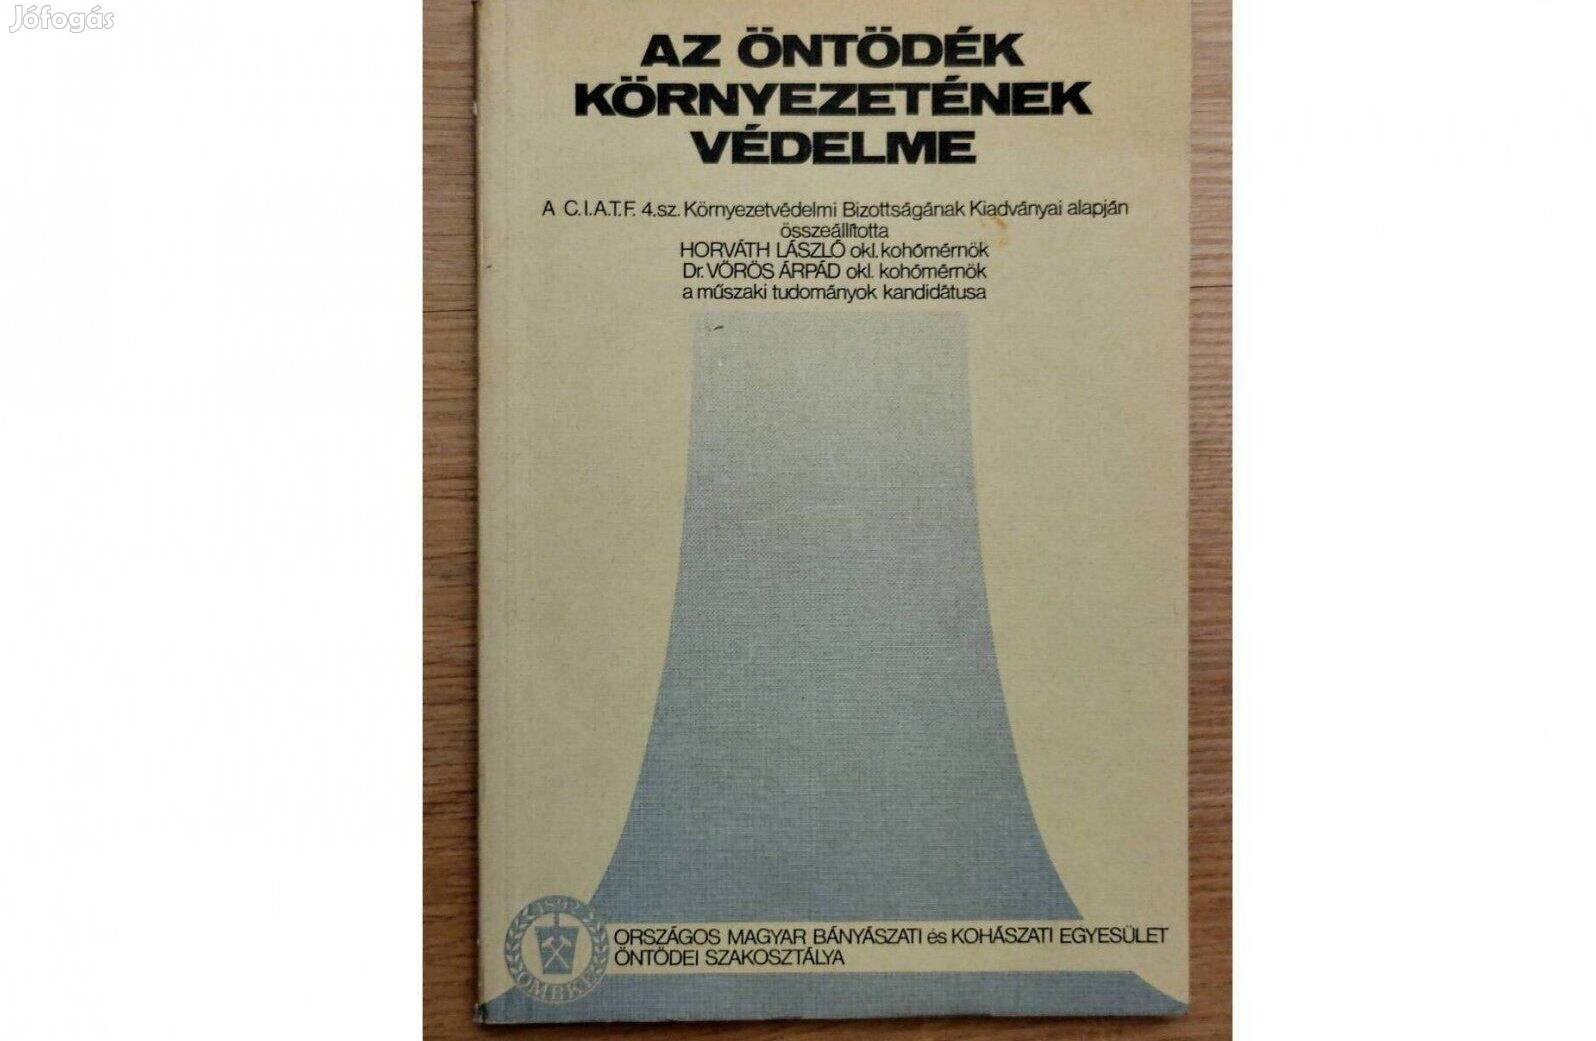 Jófogás
AZ ÖNTÖDÉK
KÖRNYEZETÉNEK
VÉDELME
A C.I.A.T.F. 4.sz. Környezetvédelmi Bizottságának Kiadványai alapján
összeállította
HORVÁTH LÁSZLÓ okl. kohómérnök
Dr. VÖRÖS ÁRPÁD okl. kohómérnök
a műszaki tudományok kandidátusa
1892
OMBKE
ORSZÁGOS MAGYAR BÁNYÁSZATI és KOHÁSZATI EGYESÜLET
ÖNTÖDEI SZAKOSZTÁLYA